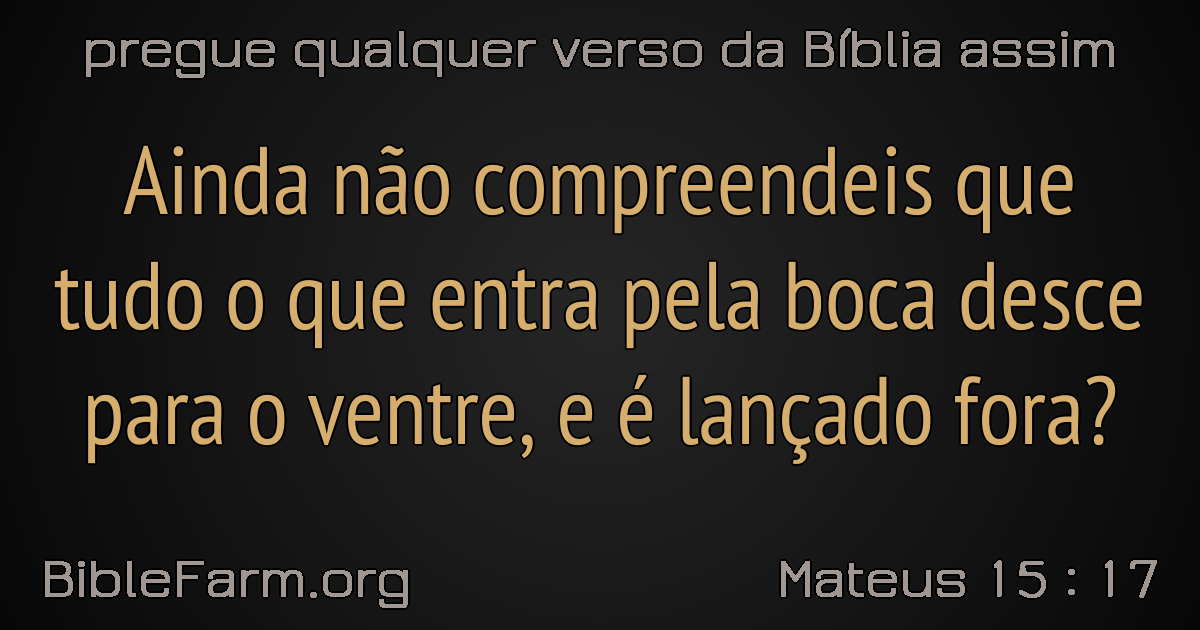 pregue qualquer verso da Bíblia assim
Ainda não compreendeis que
tudo o que entra pela boca desce
para o ventre, e é lançado fora?
BibleFarm.org
Mateus 15 : 17